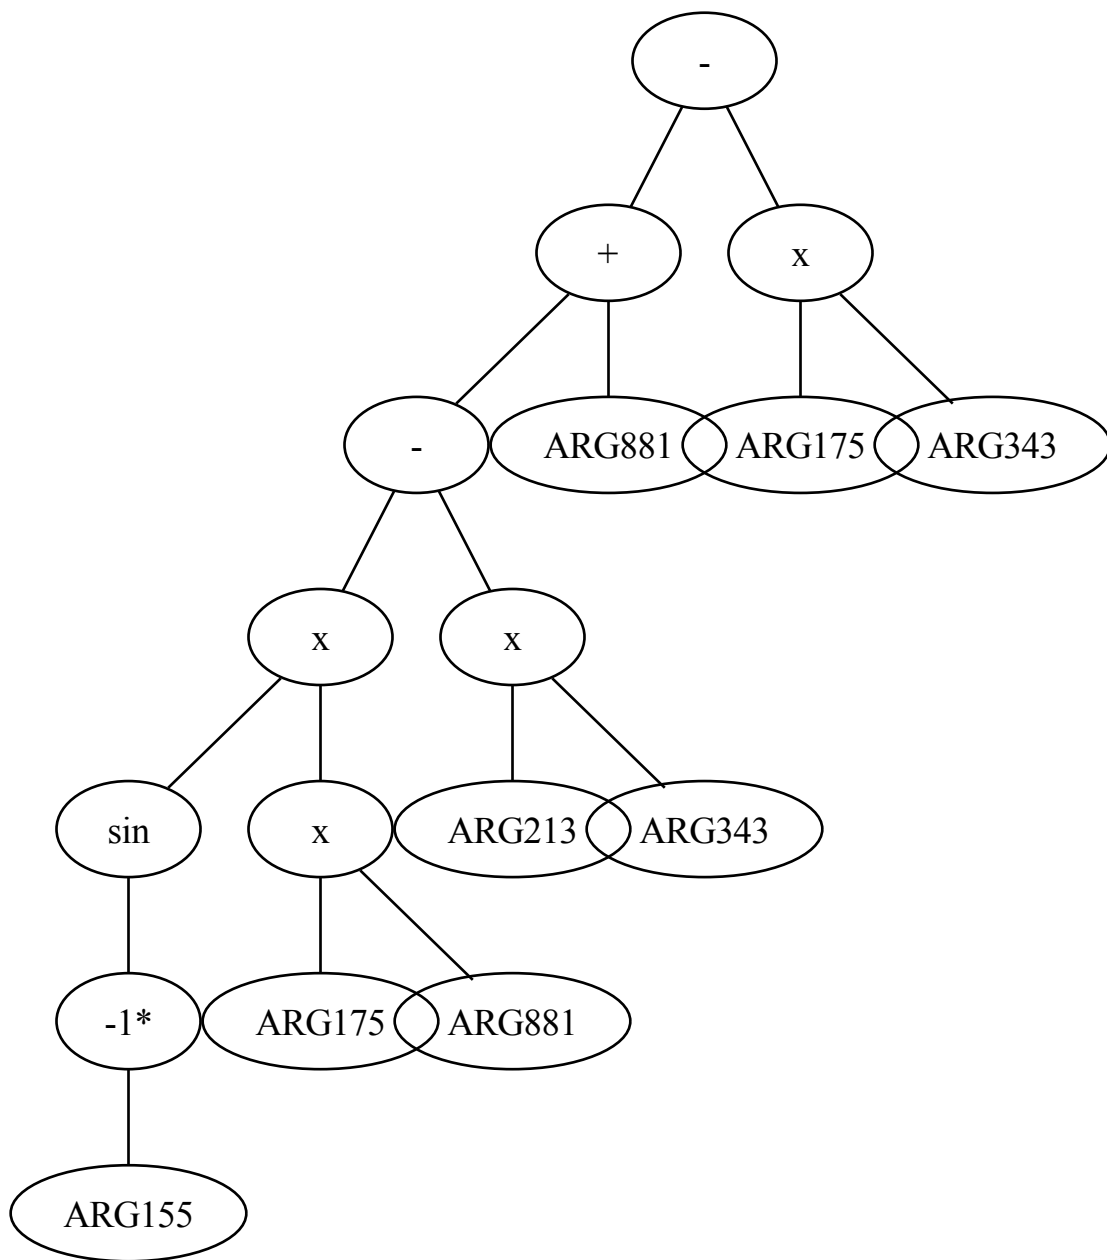 -
+ x
- ARG881 ARG175 ARG343
x x
sin x ARG213 ARG343
-1* ARG175 ARG881
ARG155